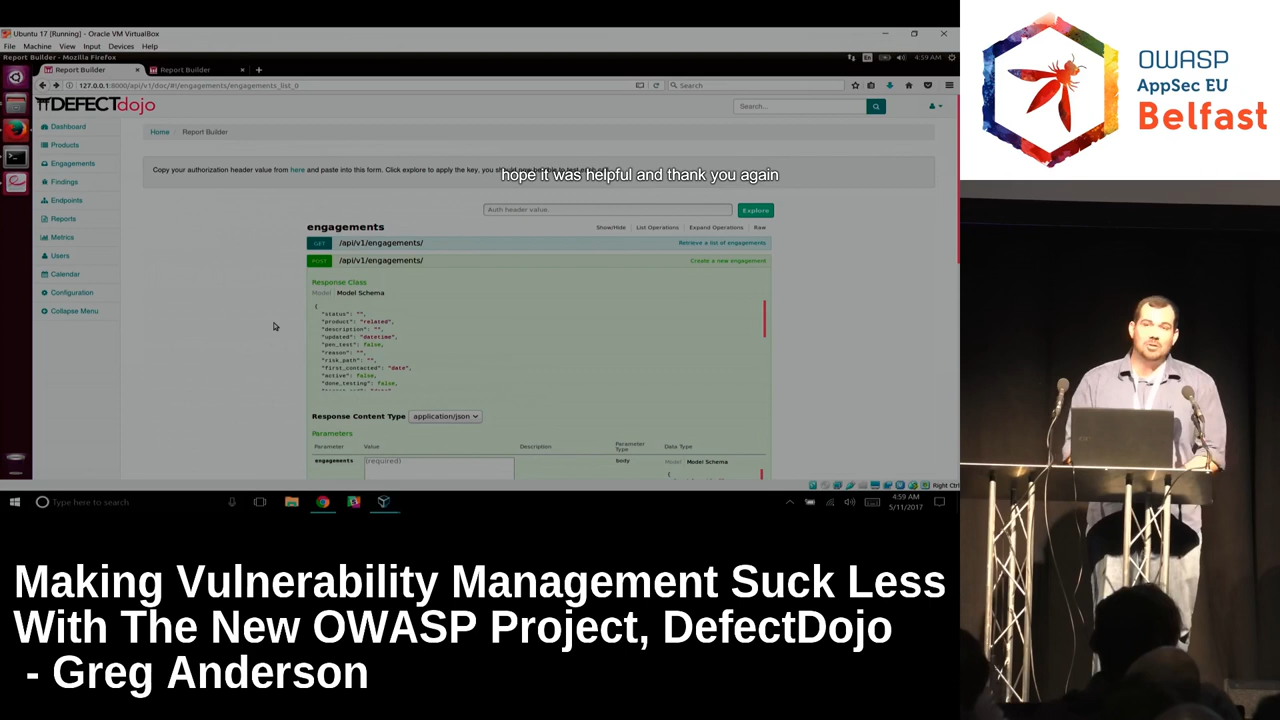 Ubuntu 17 [Running] - Oracle VM VirtualBox
File Machine View Input Devices Help
Report Builder - Mozilla Firefox
En 4:59 AM
Report Builder × Report Builder × +
127.0.0.1:8000/api/v1/doc/#!/engagements/engagements_list_0
Search
DEFECTdojo
Search...
Dashboard
Products
Engagements
Findings
Endpoints
Reports
Metrics
Users
Calendar
Configuration
Collapse Menu
Home Report Builder
Copy your authorization header value from here and paste into this form. Click explore to apply the key, you
hope it was helpful and thank you again
Auth header value
Explore
engagements
Show/Hide List Operations Expand Operations Raw
GET /api/v1/engagements/ Retrieve a list of engagements
POST /api/v1/engagements/ Create a new engagement
Response Class
Model Model Schema
{
"status": "",
"product": "related",
"description": "",
"updated": "datetime",
"pen_test": false,
"reason": "",
"risk_path": "",
"first_contacted": "date",
"active": false,
"done_testing": false,
Response Content Type application/json
Parameters
Parameter Value Description Parameter Type Data Type
engagements (required) body Model Model Schema
{
Right Ctrl
Type here to search
4:59 AM
5/11/2017
OWASP
AppSec EU
Belfast
Making Vulnerability Management Suck Less
With The New OWASP Project, DefectDojo
- Greg Anderson